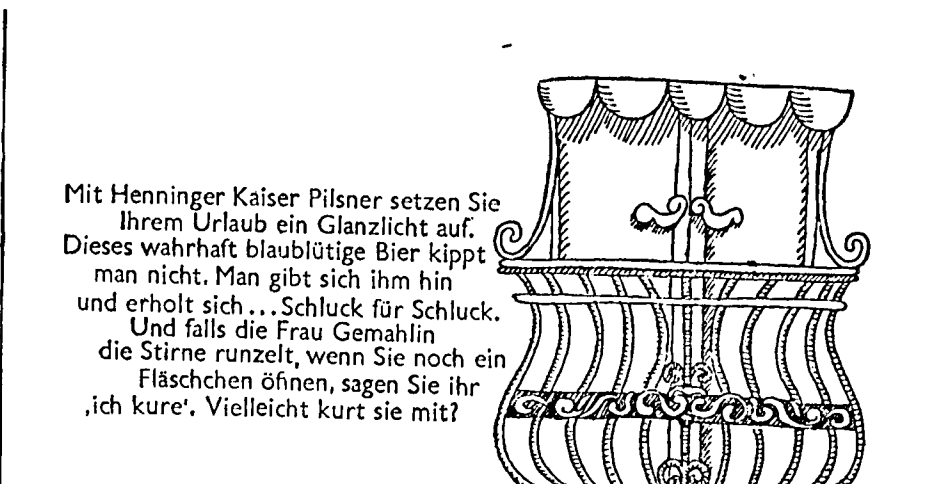 Mit Henninger Kaiser Pilsner setzen Sie
Ihrem Urlaub ein Glanzlicht auf.
Dieses wahrhaft blaublütige Bier kippt
man nicht. Man gibt sich ihm hin
und erholt sich...Schluck für Schluck.
Und falls die Frau Gemahlin
die Stirne runzelt, wenn Sie noch ein
Fläschchen öfinen, sagen Sie ihr
‚ich kure‘. Vielleicht kurt sie mit?